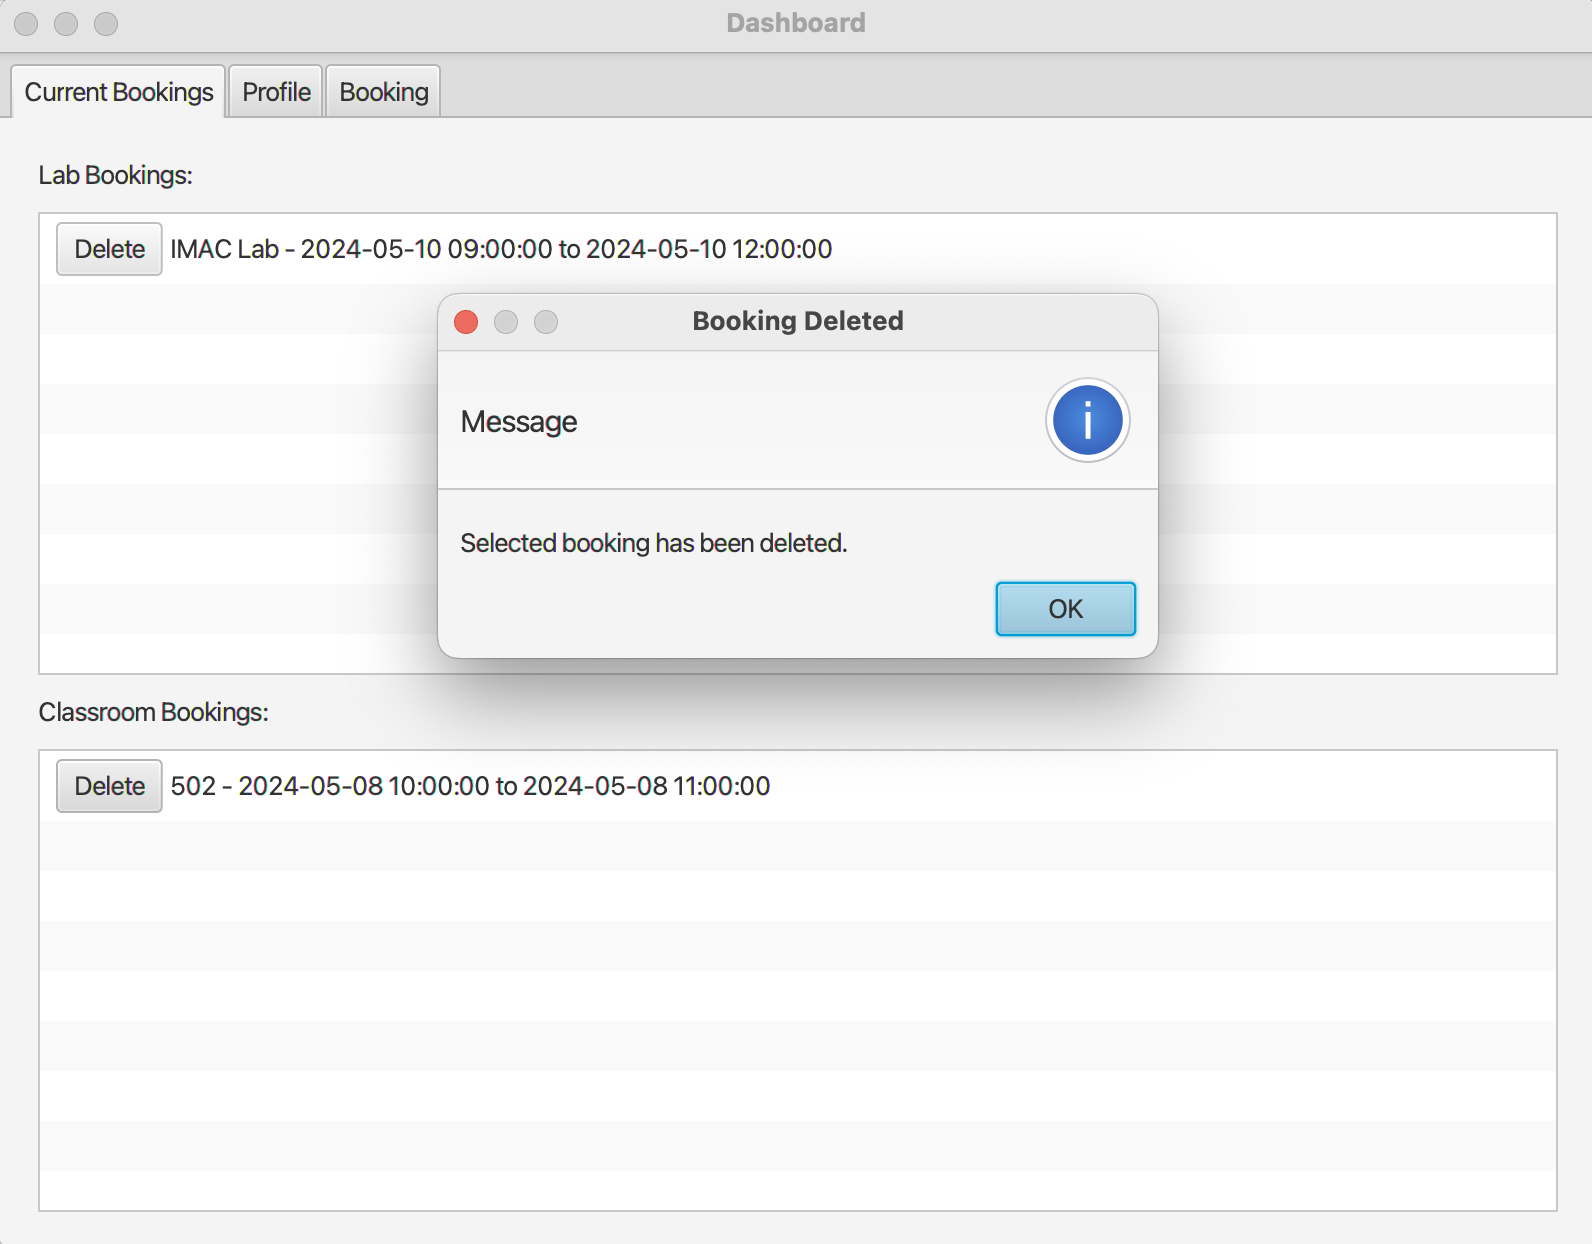 Dashboard
Current Bookings
Profile
Booking
Lab Bookings:
Delete
IMAC Lab - 2024-05-10 09:00:00 to 2024-05-10 12:00:00
Booking Deleted
Message
i
Selected booking has been deleted.
OK
Classroom Bookings:
Delete
502 - 2024-05-08 10:00:00 to 2024-05-08 11:00:00